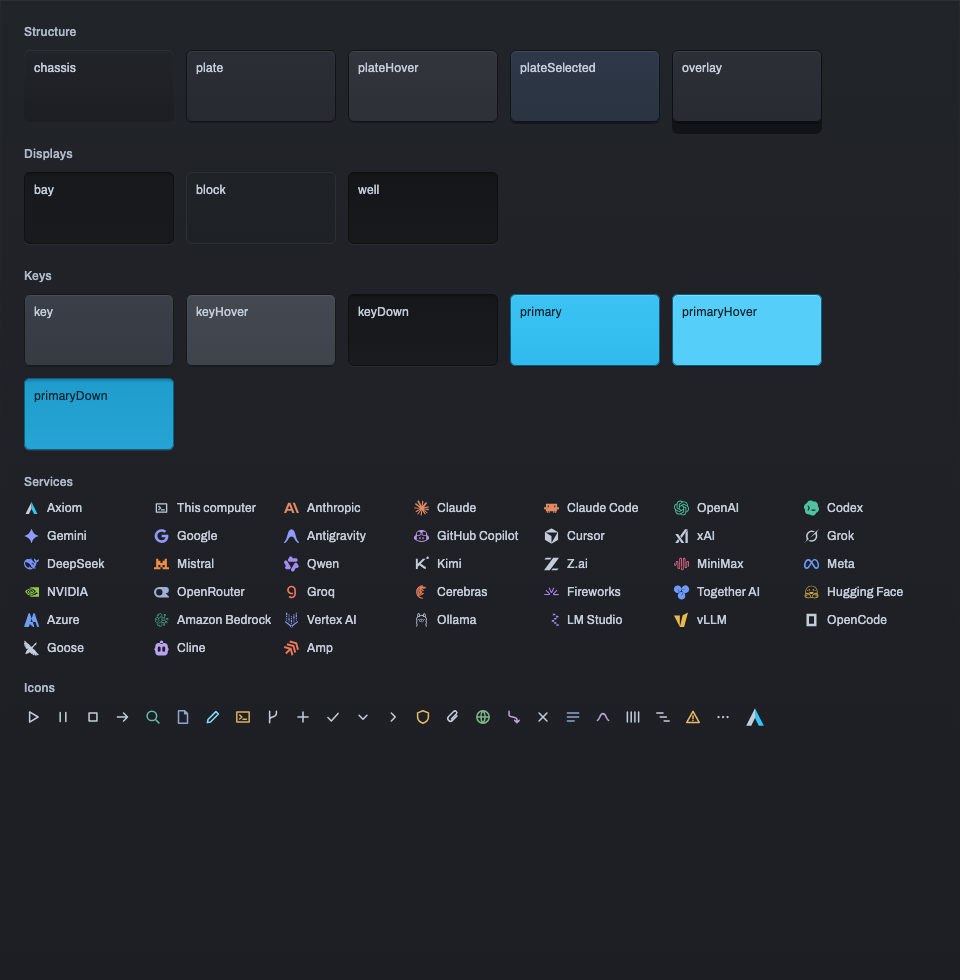 Structure
chassis plate plateHover plateSelected overlay
Displays
bay block well
Keys
key keyHover keyDown primary primaryHover
primaryDown
Services
Axiom This computer Anthropic Claude Claude Code OpenAI Codex
Gemini Google Antigravity GitHub Copilot Cursor xAI Grok
DeepSeek Mistral Qwen Kimi Z.ai MiniMax Meta
NVIDIA OpenRouter Groq Cerebras Fireworks Together AI Hugging Face
Azure Amazon Bedrock Vertex AI Ollama LM Studio vLLM OpenCode
Goose Cline Amp
Icons